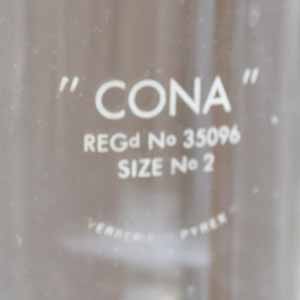 " CONA "
REGd No 35096
SIZE No 2
PYREX